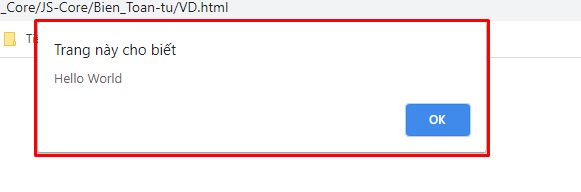 _Core/JS-Core/Bien_Toan-tu/VD.html
Trang này cho biết
Hello World
OK